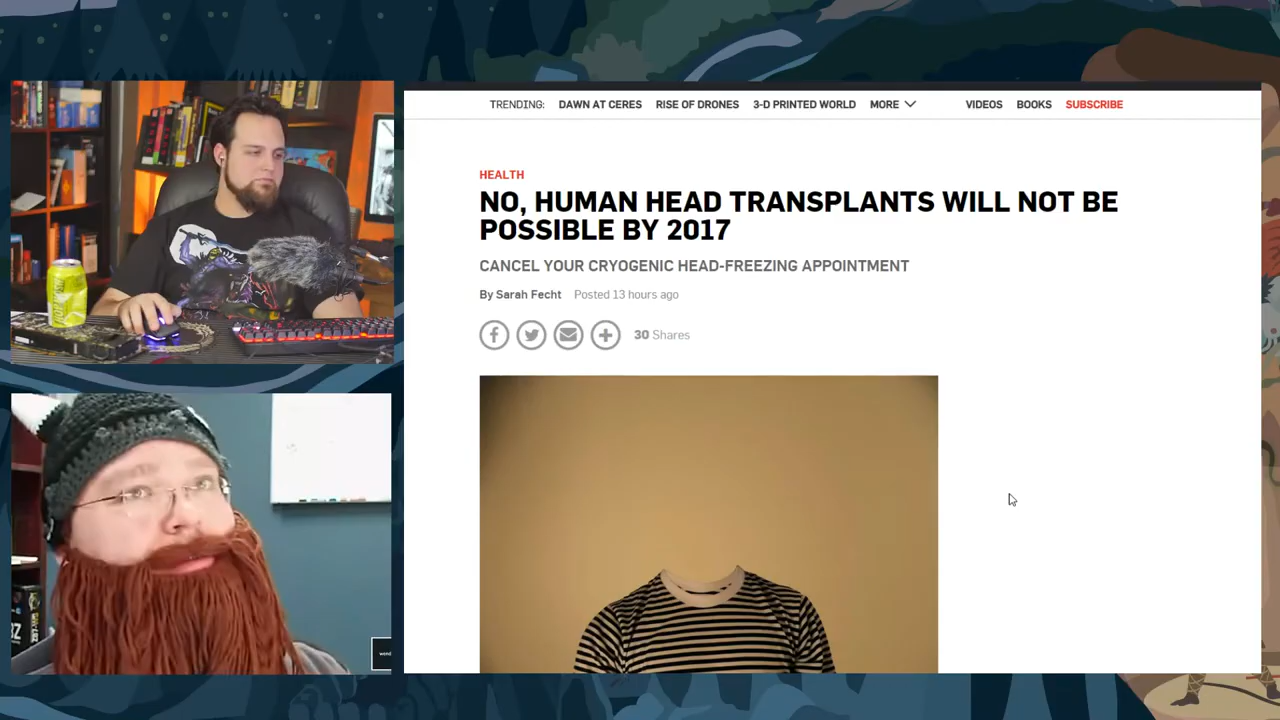 TRENDING: DAWN AT CERES RISE OF DRONES 3-D PRINTED WORLD MORE VIDEOS BOOKS SUBSCRIBE
HEALTH
NO, HUMAN HEAD TRANSPLANTS WILL NOT BE
POSSIBLE BY 2017
CANCEL YOUR CRYOGENIC HEAD-FREEZING APPOINTMENT
By Sarah Fecht Posted 13 hours ago
30 Shares